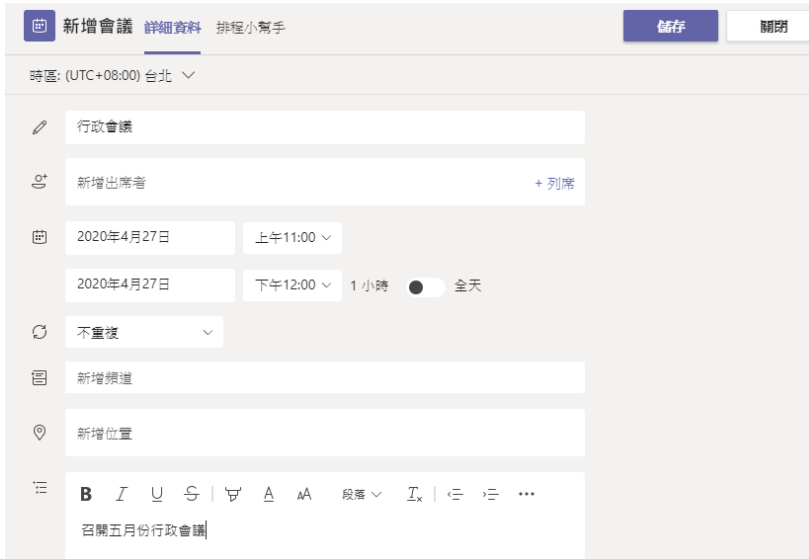 新增會議 詳細資料 排程小幫手 儲存 關閉
時區: (UTC+08:00) 台北
行政會議
新增出席者 + 列席
2020年4月27日 上午11:00
2020年4月27日 下午12:00 1 小時 全天
不重複
新增頻道
新增位置
B I U S A AA 段落 Tx
召開五月份行政會議